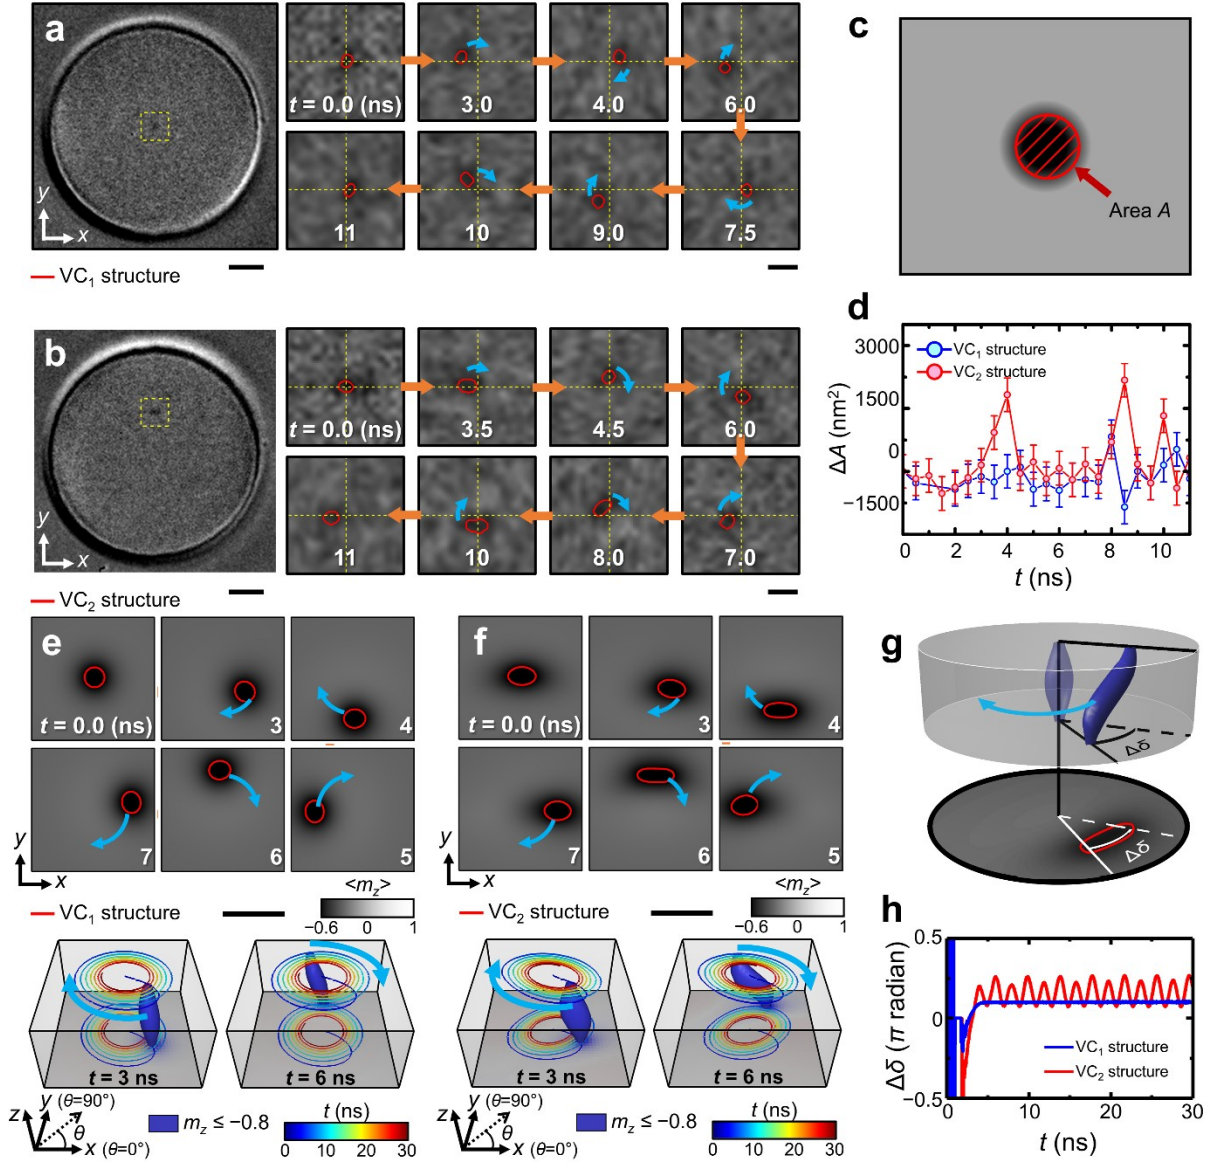 a
t = 0.0 (ns)
3.0
4.0
6.0
11
10
9.0
7.5
y
x
VC1 structure
b
t = 0.0 (ns)
3.5
4.5
6.0
11
10
8.0
7.0
y
x
VC2 structure
c
Area A
d
3000
1500
0
−1500
ΔA (nm2)
VC1 structure
VC2 structure
0 2 4 6 8 10
t (ns)
e
t = 0.0 (ns)
3
4
7
6
5
y
x
VC1 structure
<mz>
−0.6 0 1
t = 3 ns
t = 6 ns
z y (θ=90°)
θ
x (θ=0°)
mz ≤ −0.8
t (ns)
0 10 20 30
f
t = 0.0 (ns)
3
4
7
6
5
y
x
VC2 structure
<mz>
−0.6 0 1
t = 3 ns
t = 6 ns
z y (θ=90°)
θ
x (θ=0°)
mz ≤ −0.8
t (ns)
0 10 20 30
g
Δδ
Δδ
h
0.5
0
−0.5
Δδ (π radian)
VC1 structure
VC2 structure
0 10 20 30
t (ns)